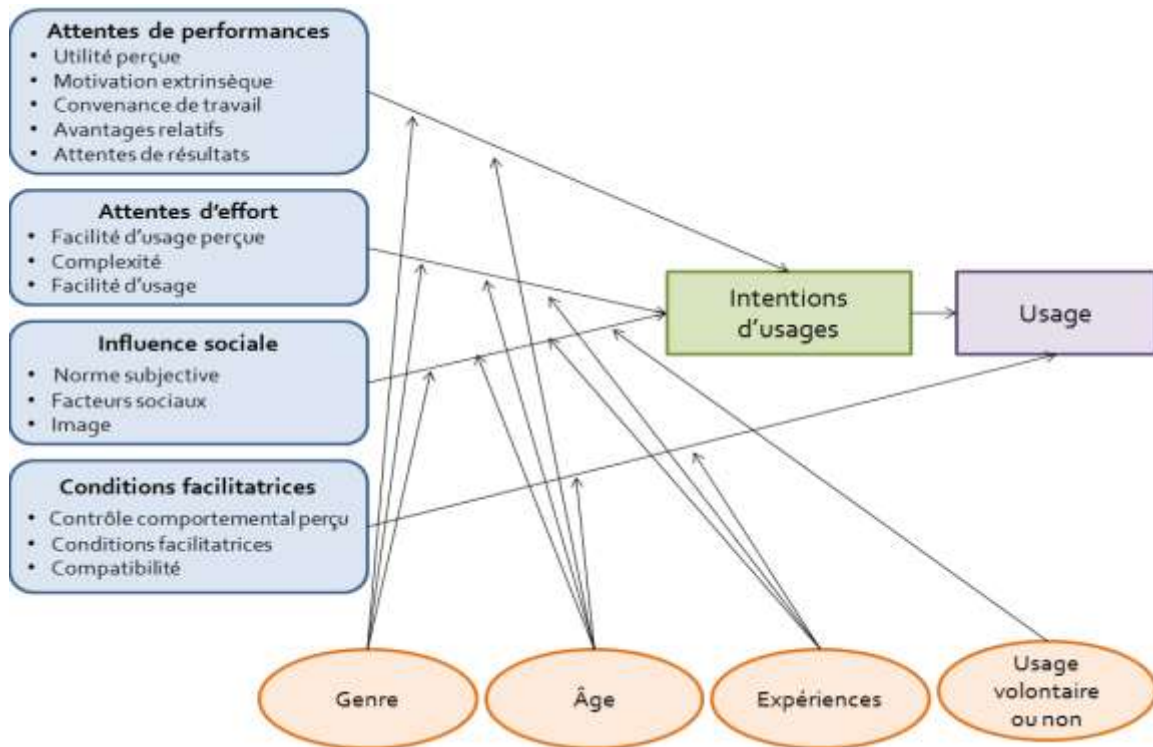 Attentes de performances
• Utilité perçue
• Motivation extrinsèque
• Convenance de travail
• Avantages relatifs
• Attentes de résultats
Attentes d'effort
• Facilité d'usage perçue
• Complexité
• Facilité d'usage
Influence sociale
• Norme subjective
• Facteurs sociaux
• Image
Conditions facilitatrices
• Contrôle comportemental perçu
• Conditions facilitatrices
• Compatibilité
Intentions
d'usages
Usage
Genre
Âge
Expériences
Usage
volontaire
ou non